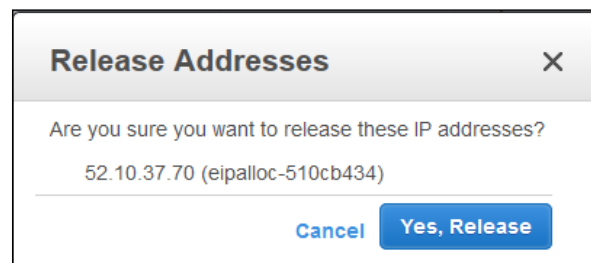 Release Addresses
Are you sure you want to release these IP addresses?
52.10.37.70 (eipalloc-510cb434)
Cancel Yes, Release